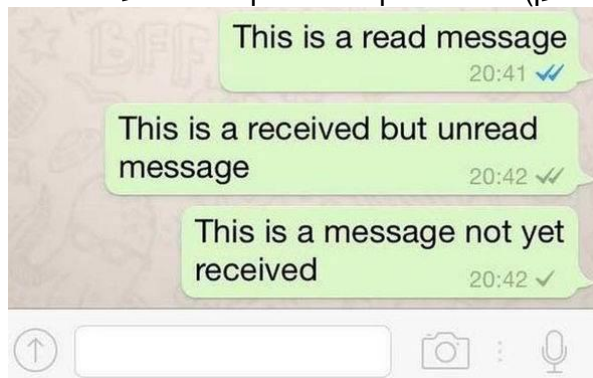 This is a read message
20:41
This is a received but unread
message
20:42
This is a message not yet
received
20:42